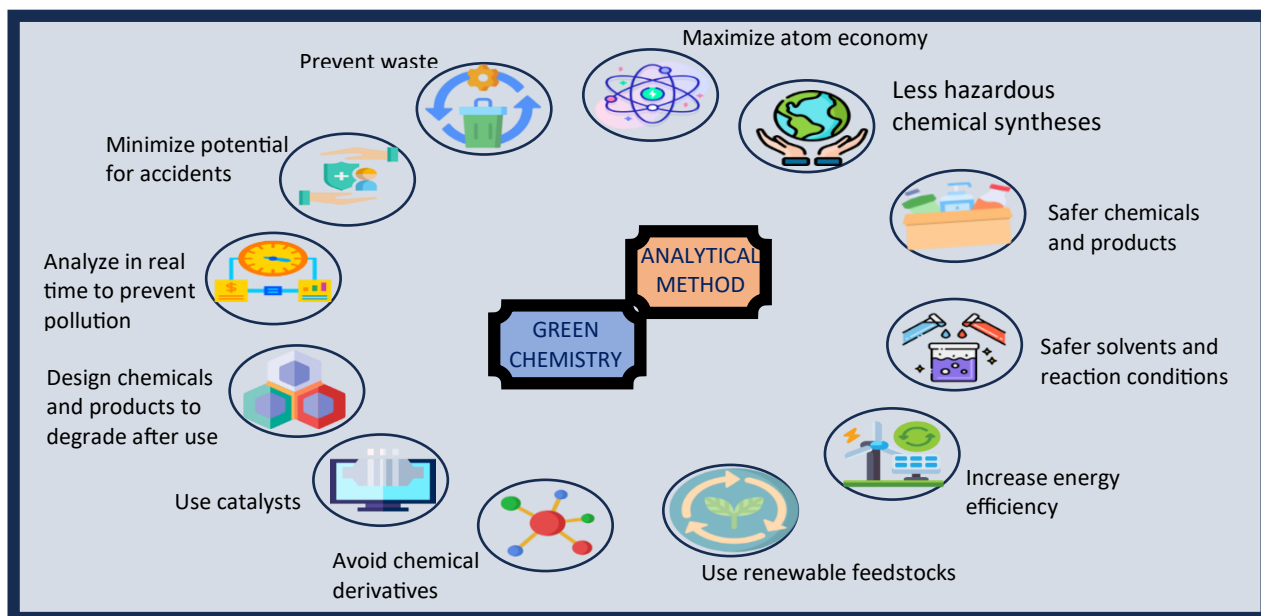 Prevent waste
Maximize atom economy
Less hazardous
chemical syntheses
Safer chemicals
and products
Safer solvents and
reaction conditions
Increase energy
efficiency
Use renewable feedstocks
Avoid chemical
derivatives
Use catalysts
Design chemicals
and products to
degrade after use
Analyze in real
time to prevent
pollution
Minimize potential
for accidents
ANALYTICAL
METHOD
GREEN
CHEMISTRY